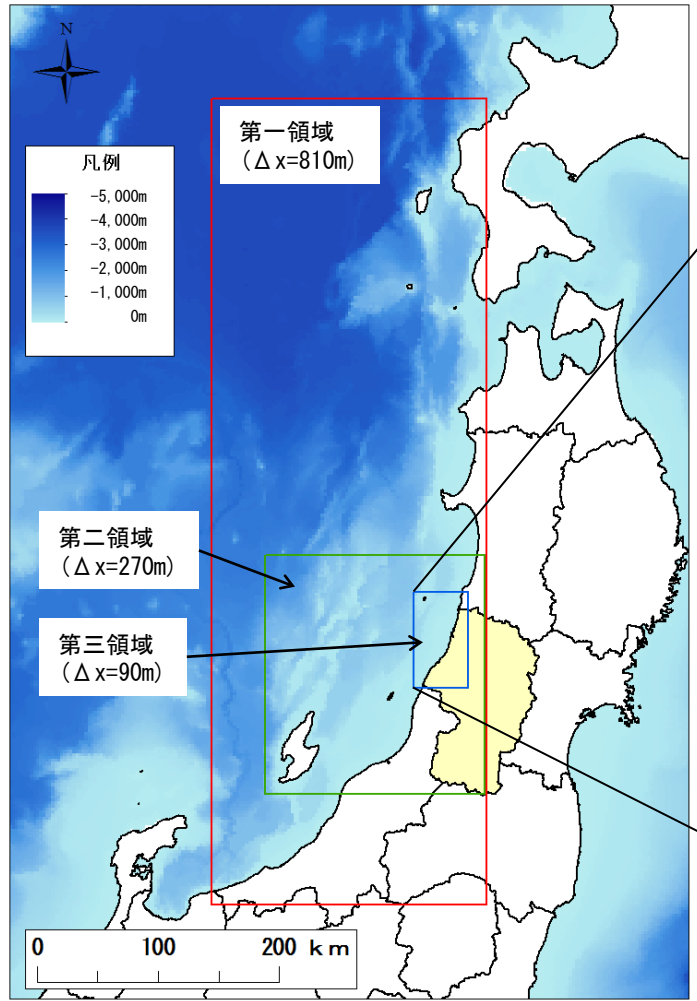 N
第一領域
(Δx=810m)
凡例
-5,000m
-4,000m
-3,000m
-2,000m
-1,000m
0m
第二領域
(Δx=270m)
第三領域
(Δx=90m)
0 100 200 km